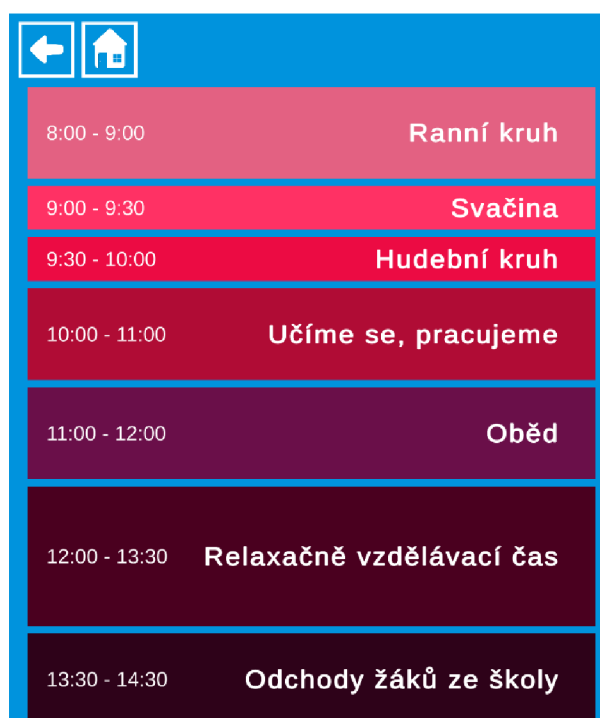 8:00 - 9:00 Ranní kruh
9:00 - 9:30 Svačina
9:30 - 10:00 Hudební kruh
10:00 - 11:00 Učíme se, pracujeme
11:00 - 12:00 Oběd
12:00 - 13:30 Relaxačně vzdělávací čas
13:30 - 14:30 Odchody žáků ze školy